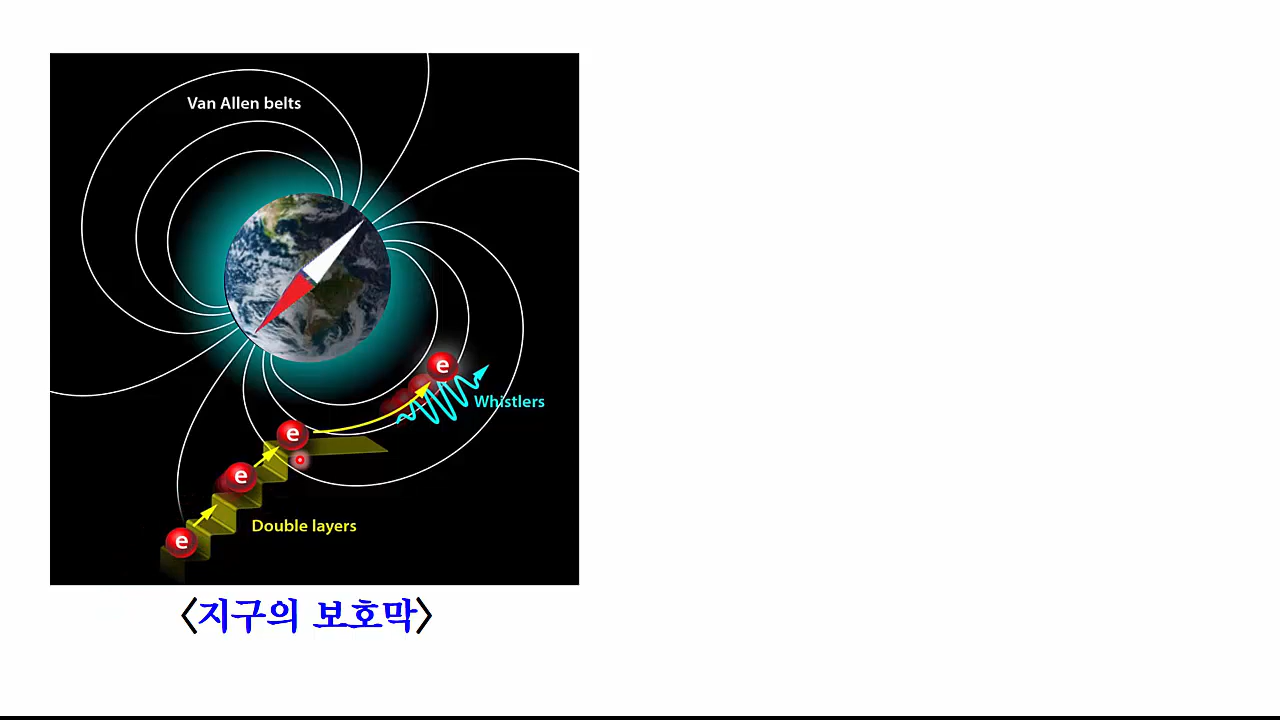 Van Allen belts
e
Whistlers
e
e
Double layers
e
<지구의 보호막>